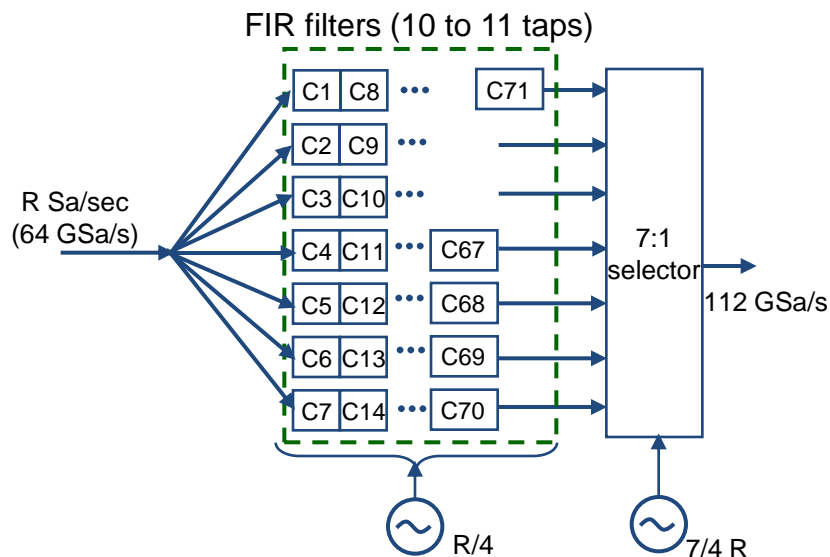 FIR filters (10 to 11 taps)
C1 C8 ••• C71
C2 C9 •••
C3 C10 •••
R Sa/sec
(64 GSa/s)
C4 C11 ••• C67
7:1
selector
112 GSa/s
C5 C12 ••• C68
C6 C13 ••• C69
C7 C14 ••• C70
R/4
7/4 R